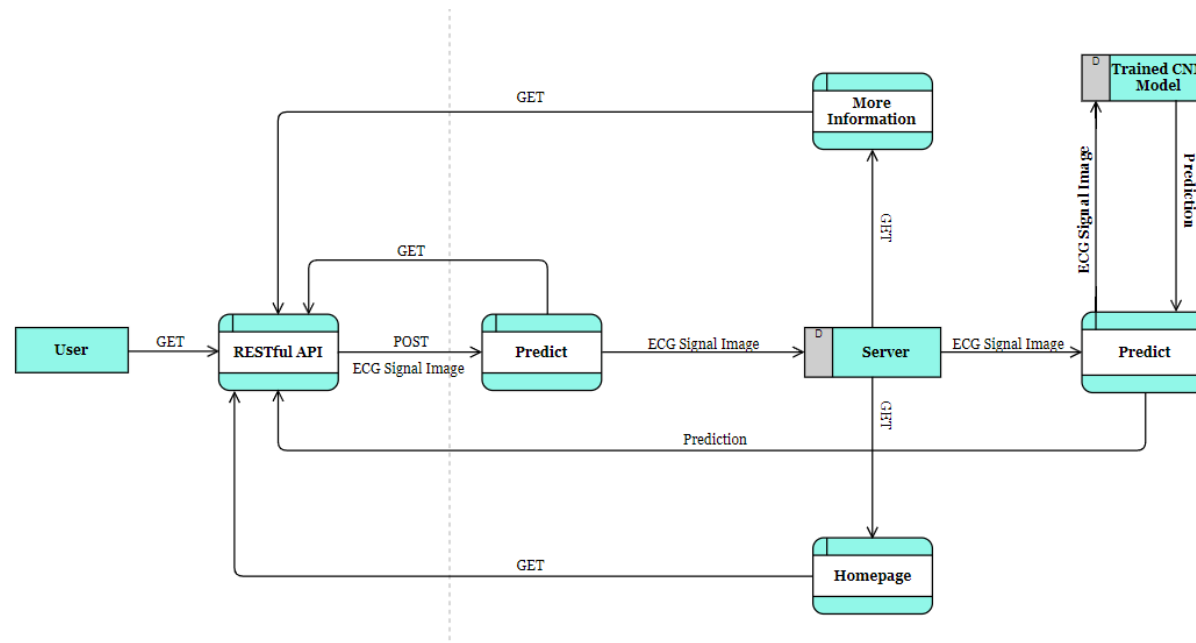 GET
More
Information
D
Trained CNN
Model
ECG Signal Image
Prediction
GET
GET
User
GET
RESTful API
POST
ECG Signal Image
Predict
ECG Signal Image
D
Server
ECG Signal Image
Predict
GET
Prediction
GET
Homepage